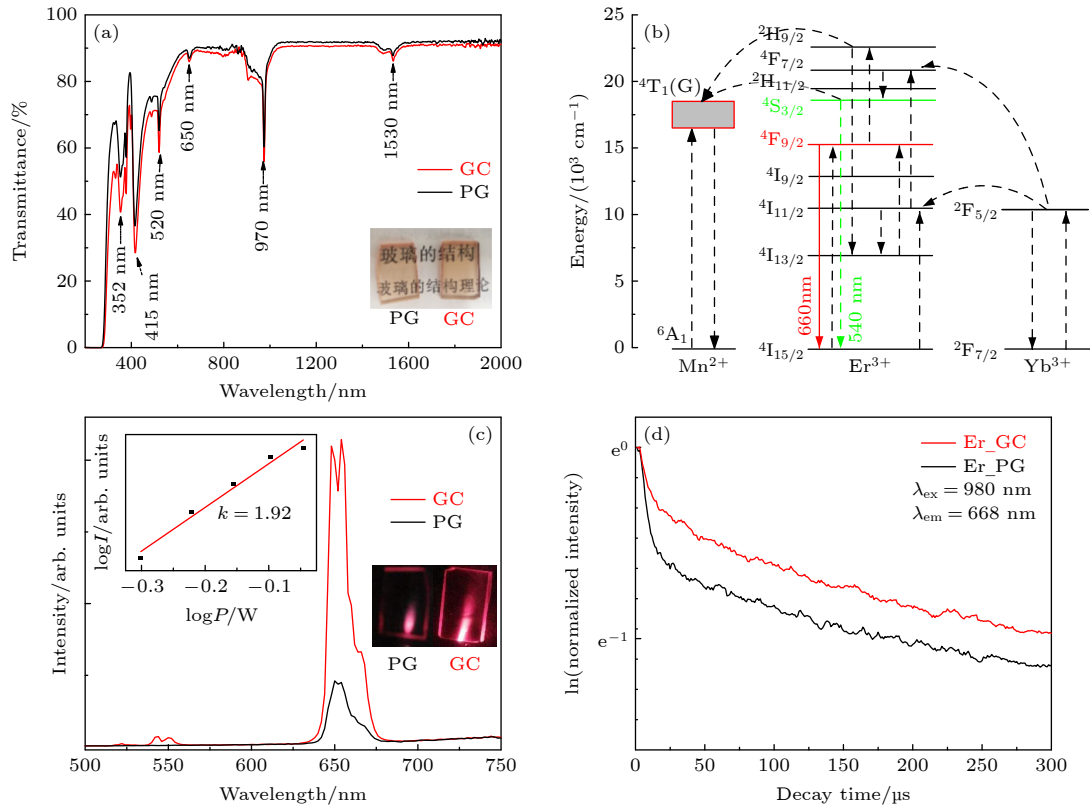 (a)
Transmittance/%
100
80
60
40
20
0
352 nm
415 nm
520 nm
650 nm
970 nm
1530 nm
GC
PG
玻璃的结构
玻璃的结构理论
PG GC
400 800 1200 1600 2000
Wavelength/nm
(b)
Energy/(10³ cm⁻¹)
25
20
15
10
5
0
⁴T₁(G)
⁶A₁
Mn²⁺
²H₉/₂
⁴F₇/₂
²H₁₁/₂
⁴S₃/₂
⁴F₉/₂
⁴I₉/₂
⁴I₁₁/₂
⁴I₁₃/₂
⁴I₁₅/₂
660nm
540 nm
Er³⁺
²F₅/₂
²F₇/₂
Yb³⁺
(c)
Intensity/arb. units
logI/arb. units
k = 1.92
−0.3 −0.2 −0.1
logP/W
GC
PG
PG GC
500 550 600 650 700 750
Wavelength/nm
(d)
ln(normalized intensity)
e⁰
e⁻¹
Er_GC
Er_PG
λex = 980 nm
λem = 668 nm
0 50 100 150 200 250 300
Decay time/μs